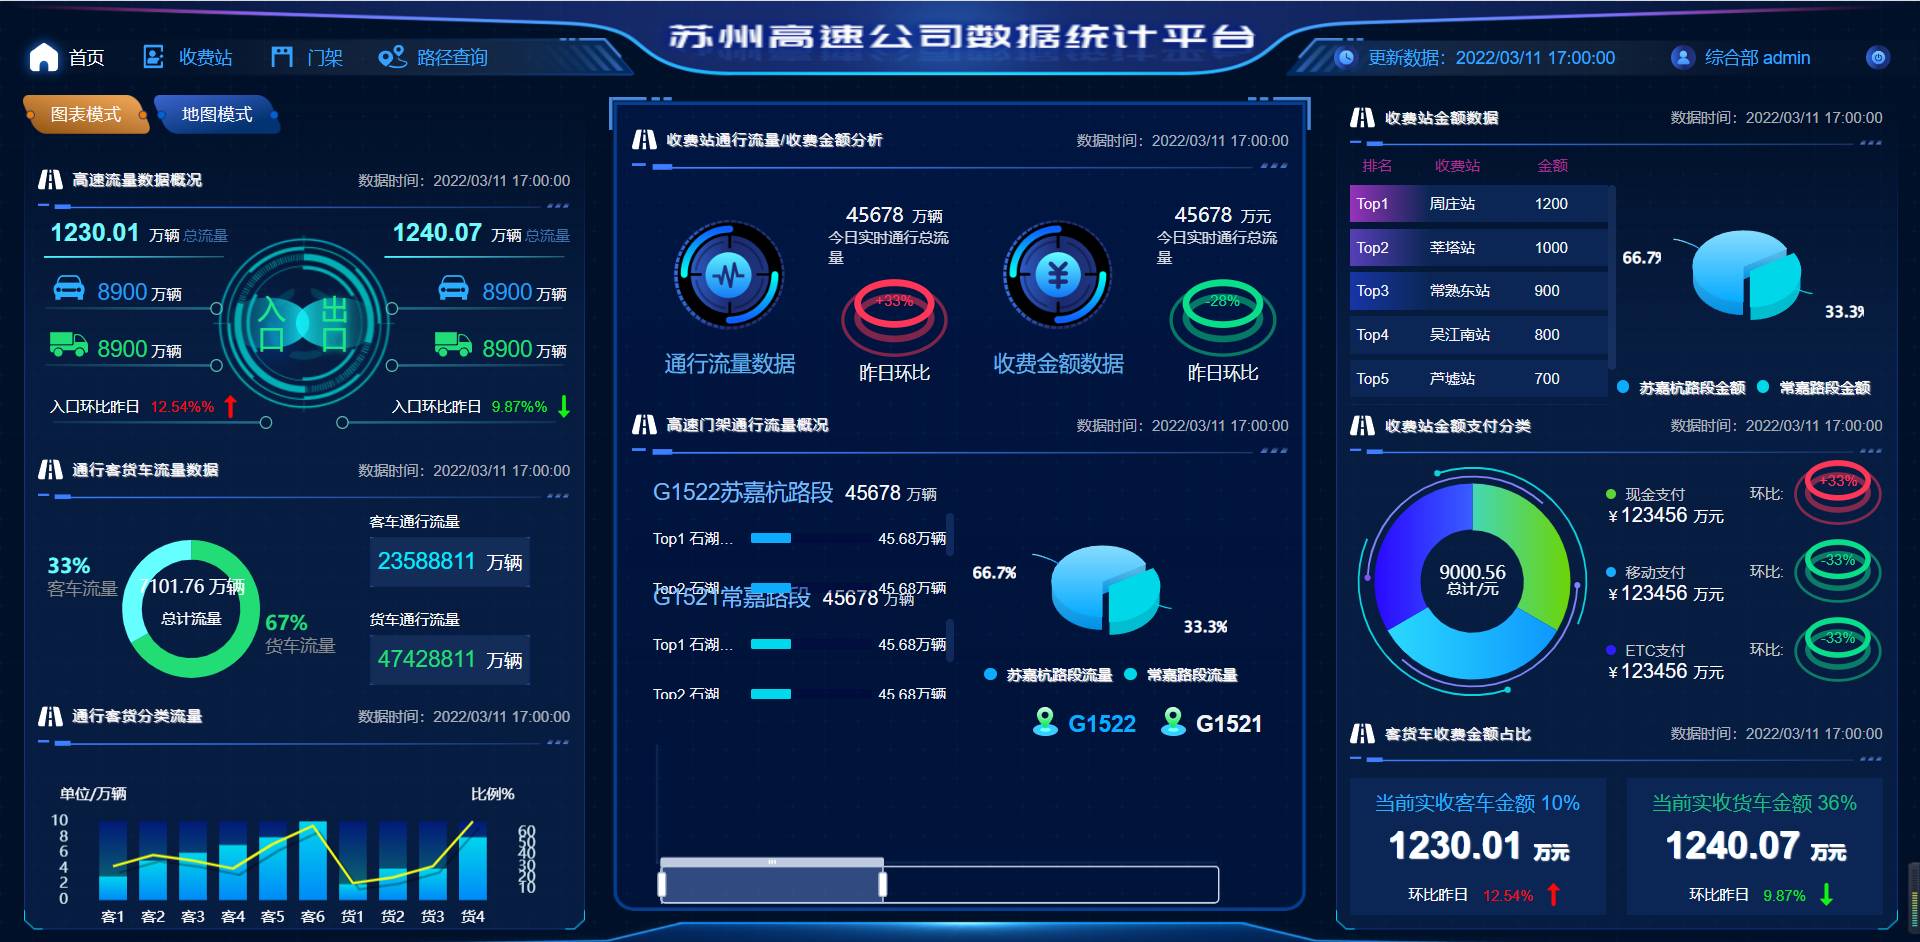 苏州高速公司数据统计平台
首页 收费站 门架 路径查询
更新数据：2022/03/11 17:00:00 综合部 admin
图表模式 地图模式
高速流量数据概况 数据时间：2022/03/11 17:00:00
1230.01 万辆 总流量
1240.07 万辆 总流量
8900 万辆
8900 万辆
入口 出口
8900 万辆
8900 万辆
入口环比昨日 12.54%%
入口环比昨日 9.87%%
通行客货车流量数据 数据时间：2022/03/11 17:00:00
33%
客车流量
7101.76 万辆
总计流量
67%
货车流量
客车通行流量
23588811 万辆
货车通行流量
47428811 万辆
通行客货分类流量 数据时间：2022/03/11 17:00:00
单位/万辆 比例%
10
8
6
4
2
0
60
50
40
30
20
10
客1 客2 客3 客4 客5 客6 货1 货2 货3 货4
收费站通行流量/收费金额分析 数据时间：2022/03/11 17:00:00
45678 万辆
今日实时通行总流
量
+33%
通行流量数据
昨日环比
45678 万元
今日实时通行总流
量
-28%
收费金额数据
昨日环比
高速门架通行流量概况 数据时间：2022/03/11 17:00:00
G1522苏嘉杭路段 45678 万辆
Top1 石湖... 45.68万辆
Top2 石湖... 45.68万辆
G1521常嘉路段 45678 万辆
Top1 石湖... 45.68万辆
Top2 石湖 45.68万辆
66.7%
33.3%
苏嘉杭路段流量 常嘉路段流量
G1522 G1521
收费站金额数据 数据时间：2022/03/11 17:00:00
排名 收费站 金额
Top1 周庄站 1200
Top2 莘塔站 1000
Top3 常熟东站 900
Top4 吴江南站 800
Top5 芦墟站 700
66.7%
33.3%
苏嘉杭路段金额 常嘉路段金额
收费站金额支付分类 数据时间：2022/03/11 17:00:00
9000.56
总计/元
现金支付
¥ 123456 万元
环比:
+33%
移动支付
¥ 123456 万元
环比:
-33%
ETC支付
¥ 123456 万元
环比:
-33%
客货车收费金额占比 数据时间：2022/03/11 17:00:00
当前实收客车金额 10%
1230.01 万元
环比昨日 12.54%
当前实收货车金额 36%
1240.07 万元
环比昨日 9.87%